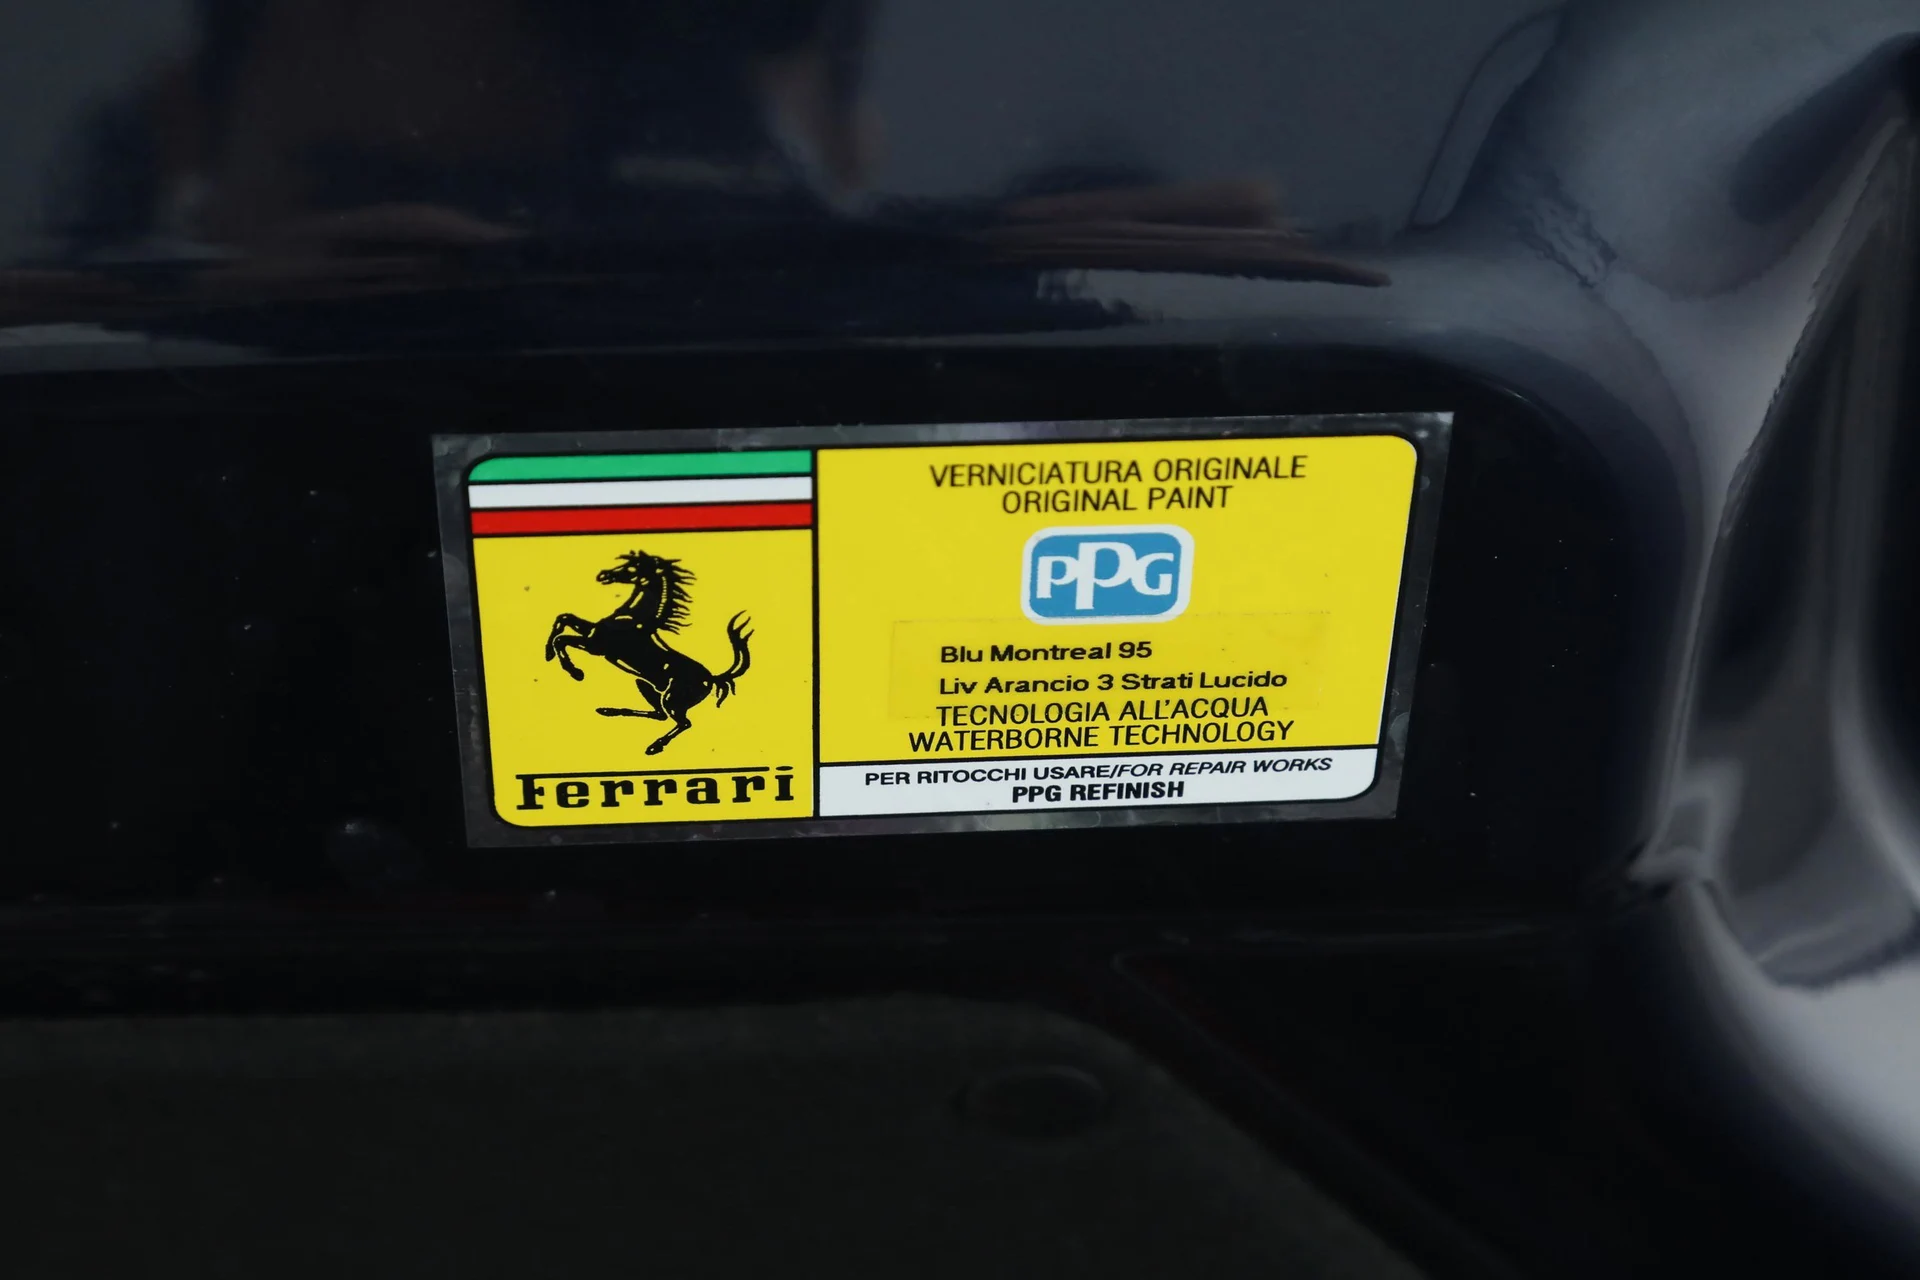 Ferrari
VERNICIATURA ORIGINALE
ORIGINAL PAINT
PPG
Blu Montreal 95
Liv Arancio 3 Strati Lucido
TECNOLOGIA ALL'ACQUA
WATERBORNE TECHNOLOGY
PER RITOCCHI USARE/FOR REPAIR WORKS
PPG REFINISH